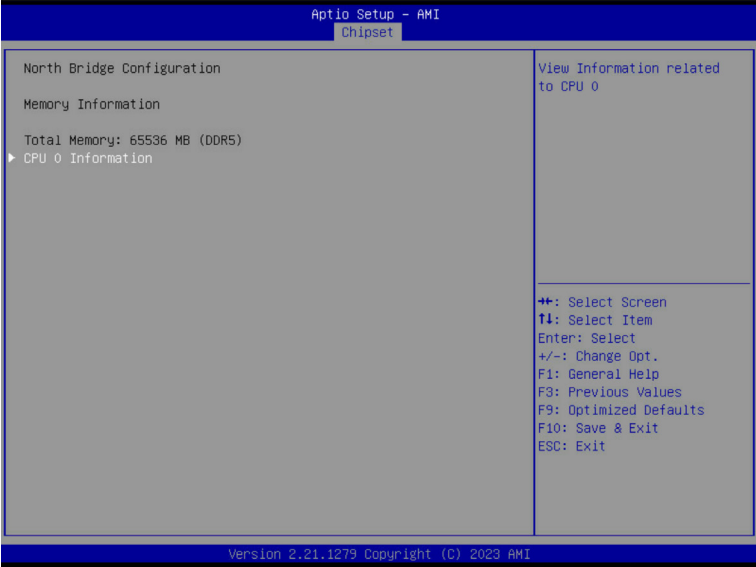 Aptio Setup – AMI
Chipset
North Bridge Configuration
Memory Information
Total Memory: 65536 MB (DDR5)
CPU 0 Information
View Information related
to CPU 0
→←: Select Screen
↑↓: Select Item
Enter: Select
+/-: Change Opt.
F1: General Help
F3: Previous Values
F9: Optimized Defaults
F10: Save & Exit
ESC: Exit
Version 2.21.1279 Copyright (C) 2023 AMI